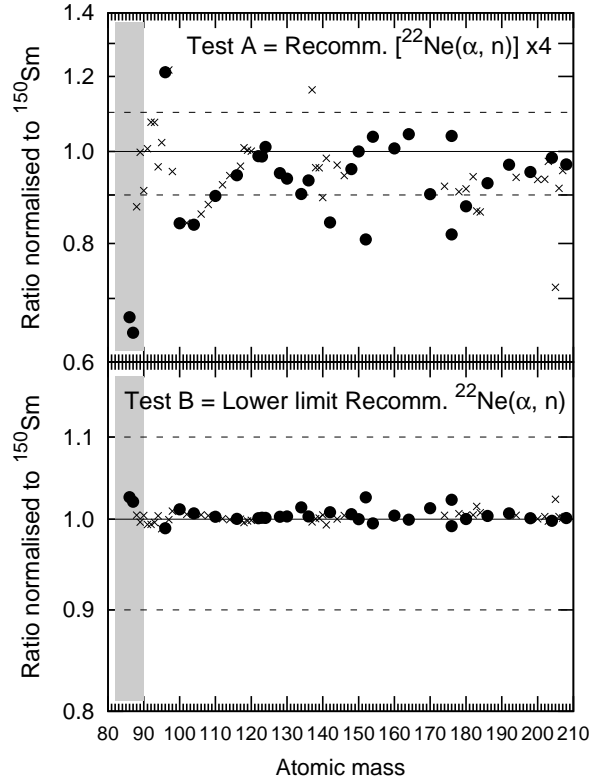 Test A = Recomm. [²²Ne(α, n)] x4
Ratio normalised to ¹⁵⁰Sm
1.4
1.2
1.0
0.8
0.6
Test B = Lower limit Recomm. ²²Ne(α, n)
Ratio normalised to ¹⁵⁰Sm
1.1
1.0
0.9
0.8
80 90 100 110 120 130 140 150 160 170 180 190 200 210
Atomic mass